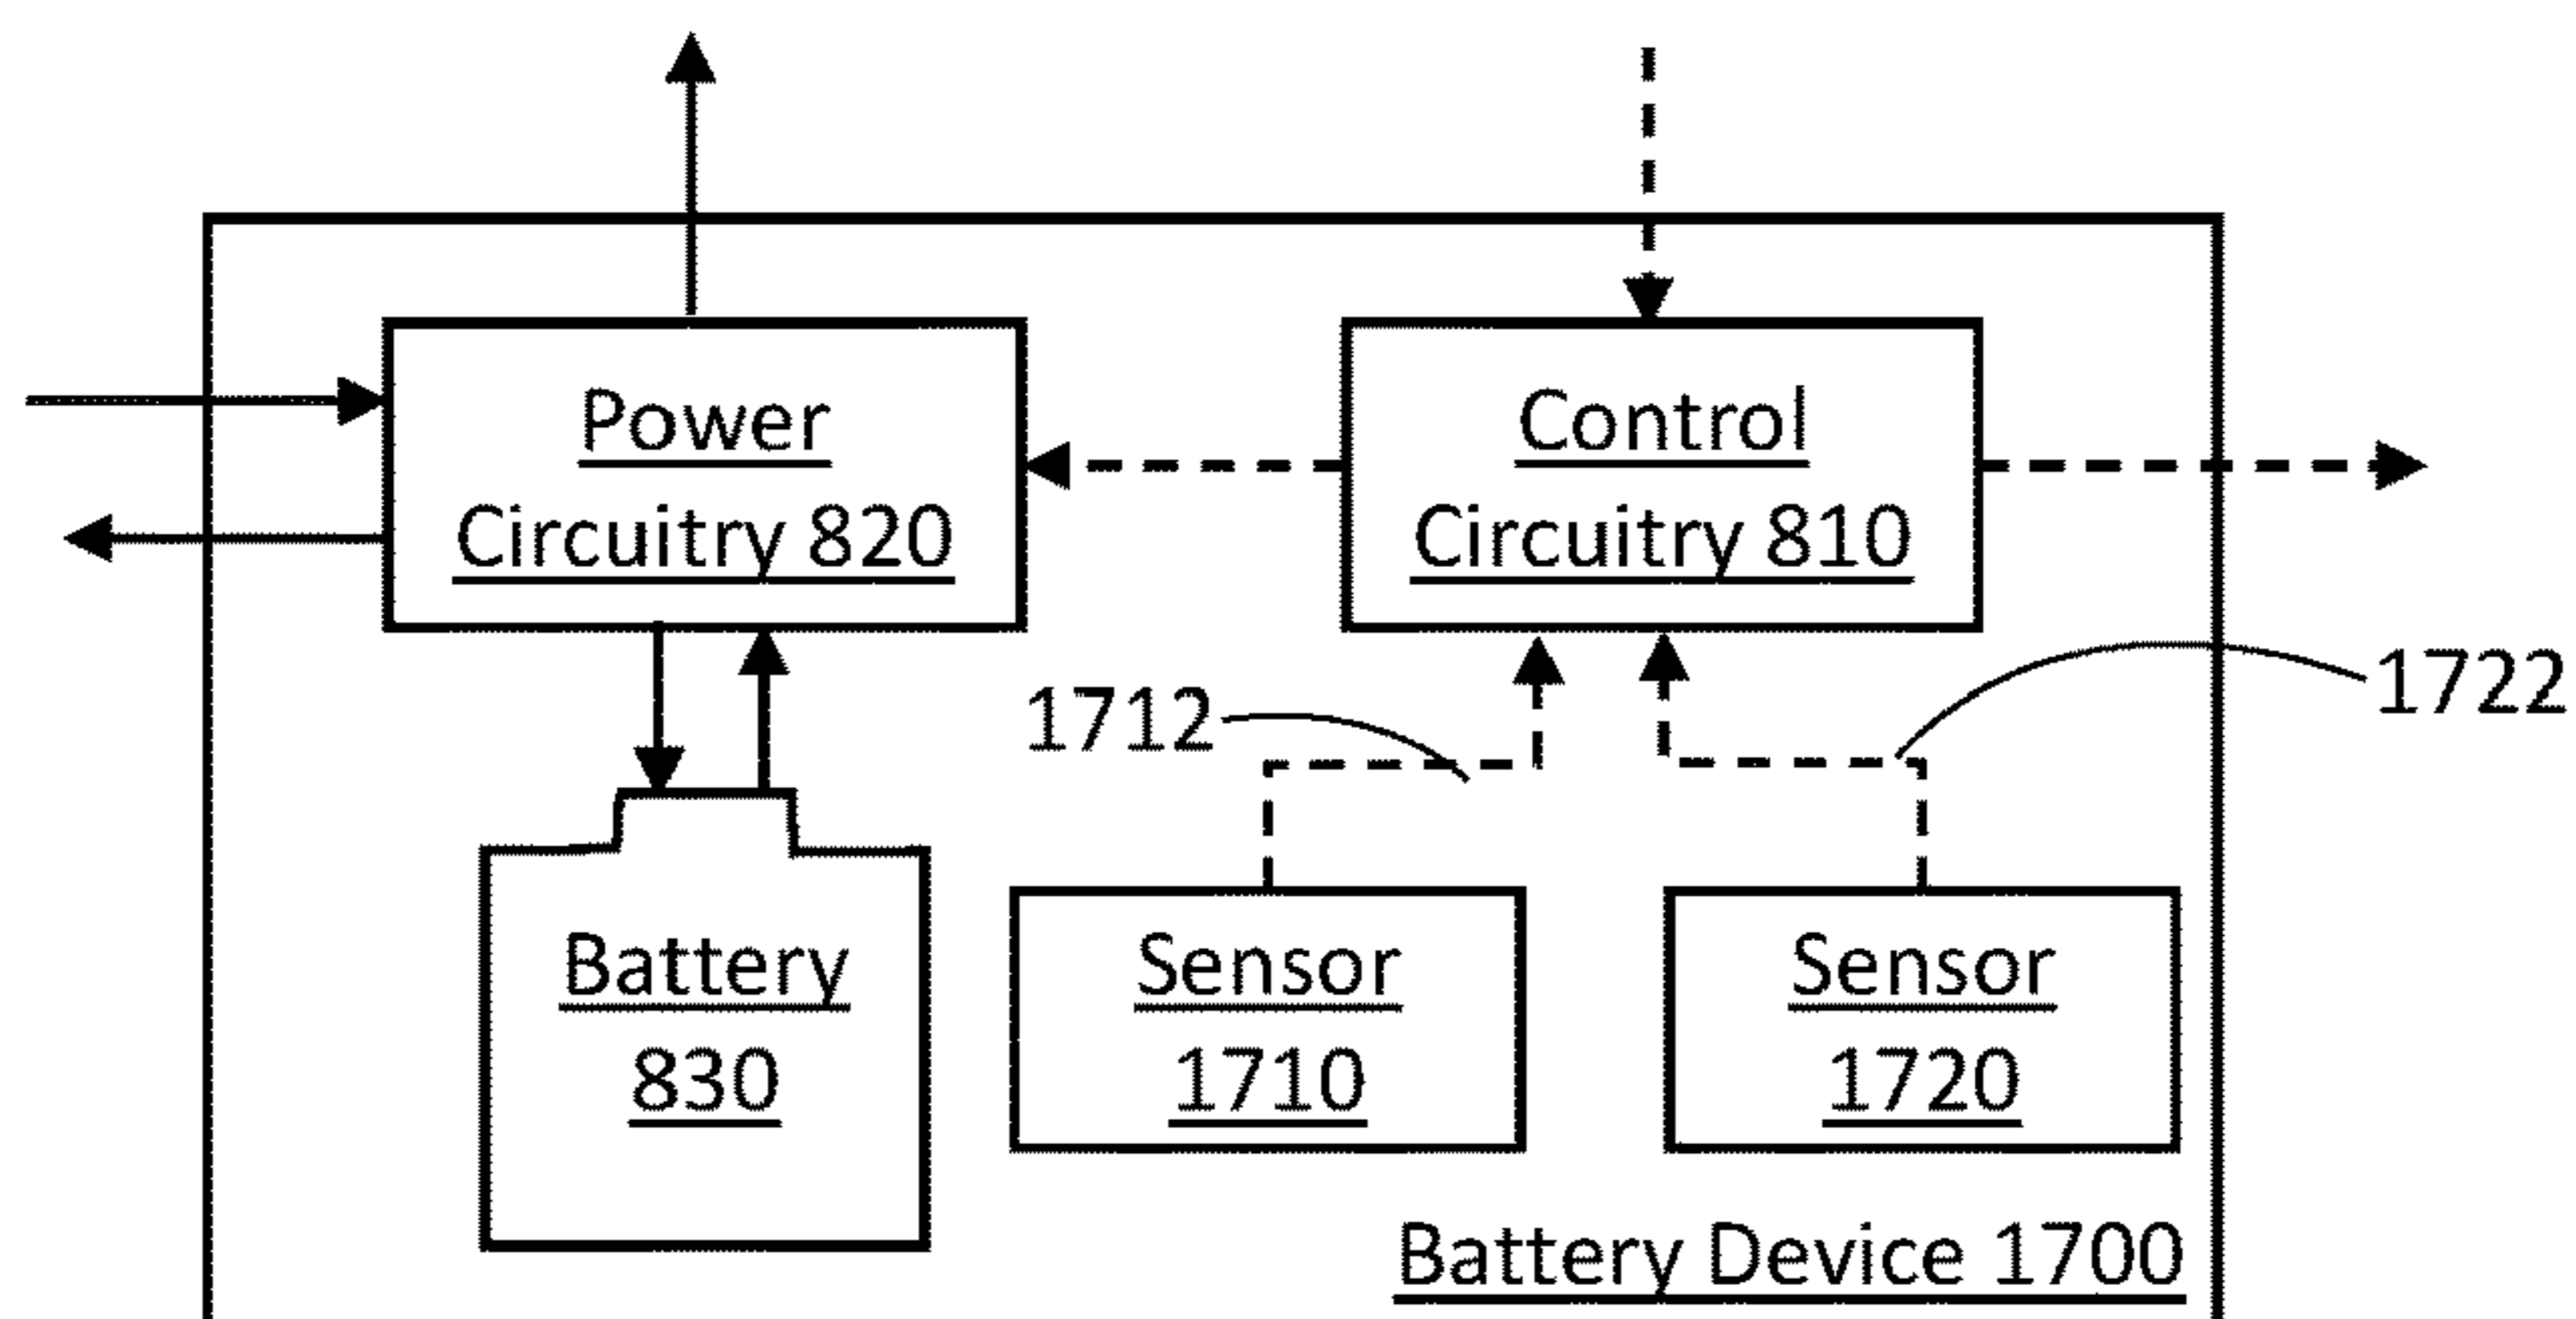 Power
Circuitry 820
Control
Circuitry 810
1712
1722
Battery
830
Sensor
1710
Sensor
1720
Battery Device 1700